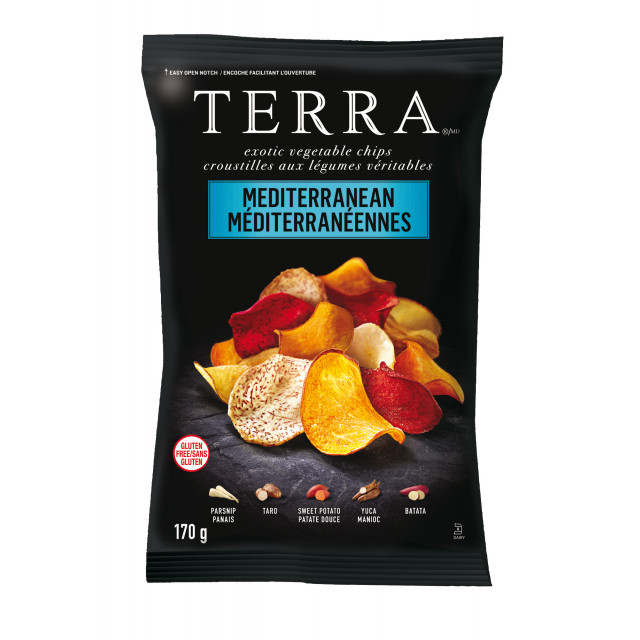 ↑ EASY OPEN NOTCH / ENCOCHE FACILITANT L'OUVERTURE
TERRA ®/MD
exotic vegetable chips
croustilles aux légumes véritables
MEDITERRANEAN
MÉDITERRANÉENNES
GLUTEN
FREE/SANS
GLUTEN
PARSNIP
PANAIS
TARO
SWEET POTATO
PATATE DOUCE
YUCA
MANIOC
BATATA
170 g
DAIRY